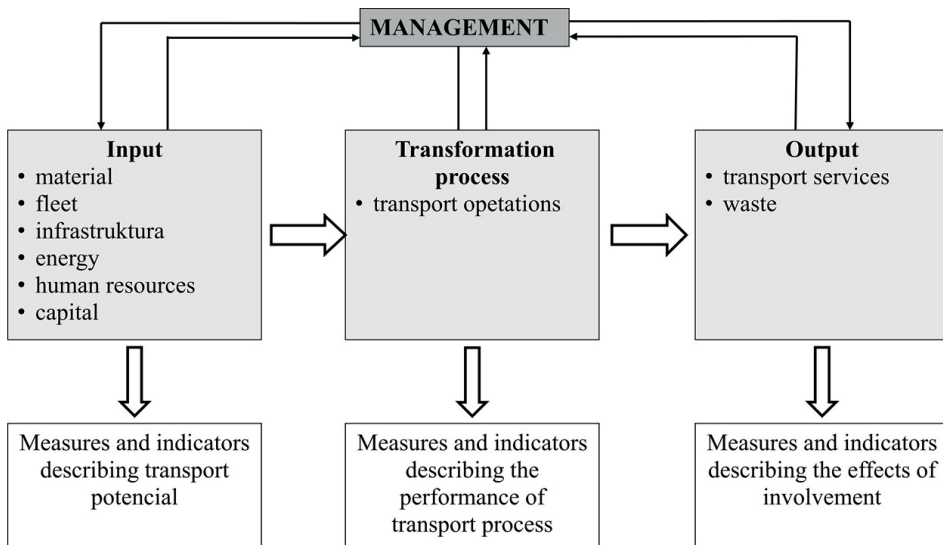 MANAGEMENT
Input
• material
• fleet
• infrastruktura
• energy
• human resources
• capital
Transformation
process
• transport opetations
Output
• transport services
• waste
Measures and indicators
describing transport
potencial
Measures and indicators
describing the
performance of
transport process
Measures and indicators
describing the effects of
involvement